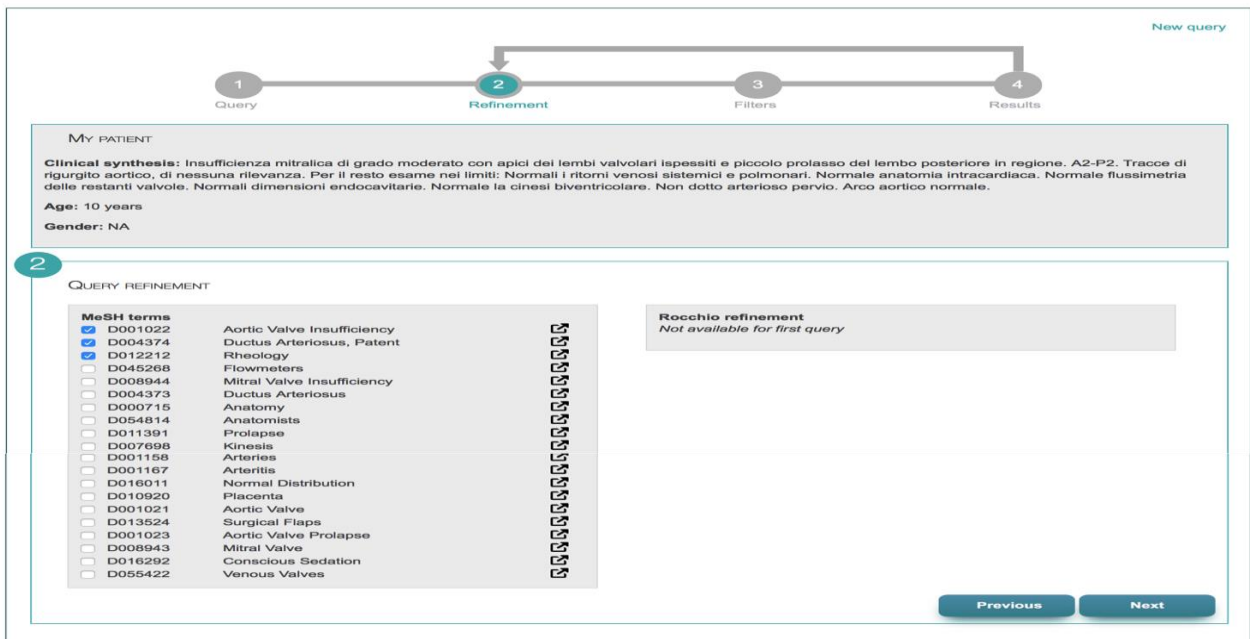 New query
1
2
3
4
Query
Refinement
Filters
Results
MY PATIENT
Clinical synthesis: Insufficienza mitralica di grado moderato con apici dei lembi valvolari ispessiti e piccolo prolasso del lembo posteriore in regione. A2-P2. Tracce di
rigurgito aortico, di nessuna rilevanza. Per il resto esame nei limiti: Normali i ritorni venosi sistemici e polmonari. Normale anatomia intracardiaca. Normale flussimetria
delle restanti valvole. Normali dimensioni endocavitarie. Normale la cinesi biventricolare. Non dotto arterioso pervio. Arco aortico normale.
Age: 10 years
Gender: NA
2
QUERY REFINEMENT
MeSH terms
D001022 Aortic Valve Insufficiency
D004374 Ductus Arteriosus, Patent
D012212 Rheology
D045268 Flowmeters
D008944 Mitral Valve Insufficiency
D004373 Ductus Arteriosus
D000715 Anatomy
D054814 Anatomists
D011391 Prolapse
D007698 Kinesis
D001158 Arteries
D001167 Arteritis
D016011 Normal Distribution
D010920 Placenta
D001021 Aortic Valve
D013524 Surgical Flaps
D001023 Aortic Valve Prolapse
D008943 Mitral Valve
D016292 Conscious Sedation
D055422 Venous Valves
Rocchio refinement
Not available for first query
Previous
Next